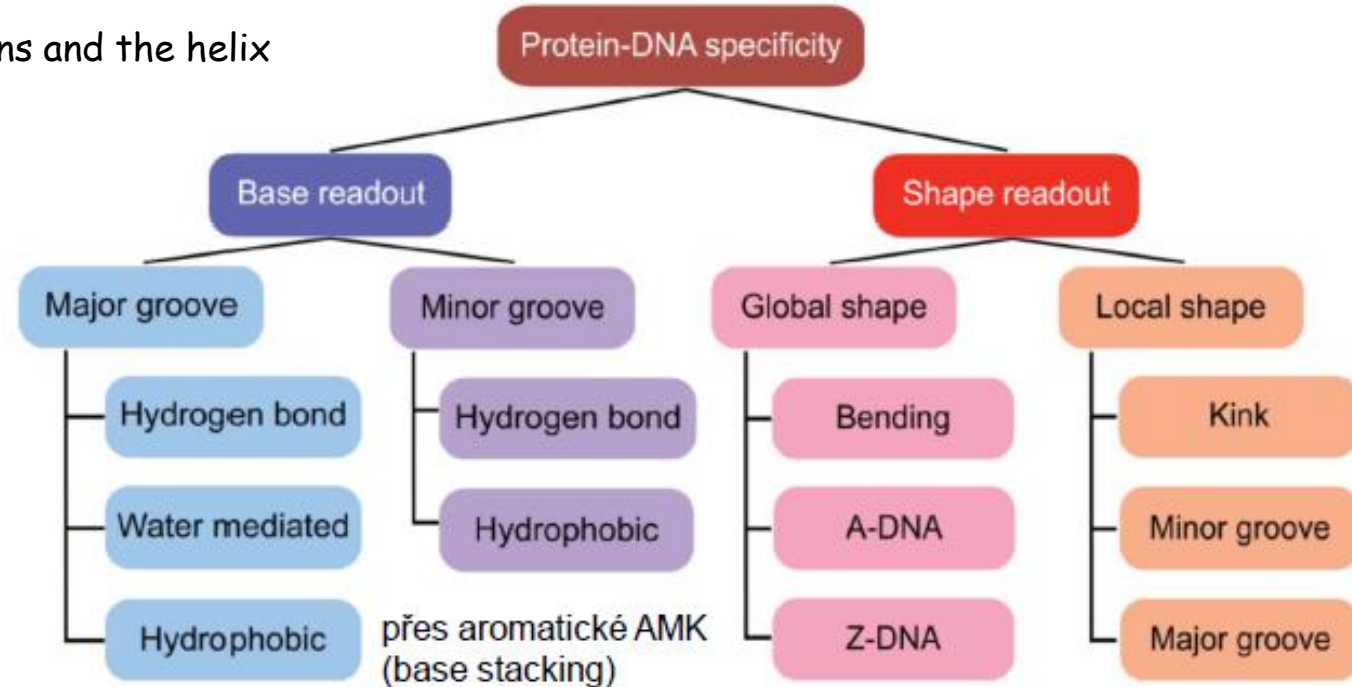 ns and the helix
Protein-DNA specificity
Base readout
Shape readout
Major groove
Minor groove
Global shape
Local shape
Hydrogen bond
Hydrogen bond
Bending
Kink
Water mediated
Hydrophobic
A-DNA
Minor groove
Hydrophobic
přes aromatické AMK
(base stacking)
Z-DNA
Major groove